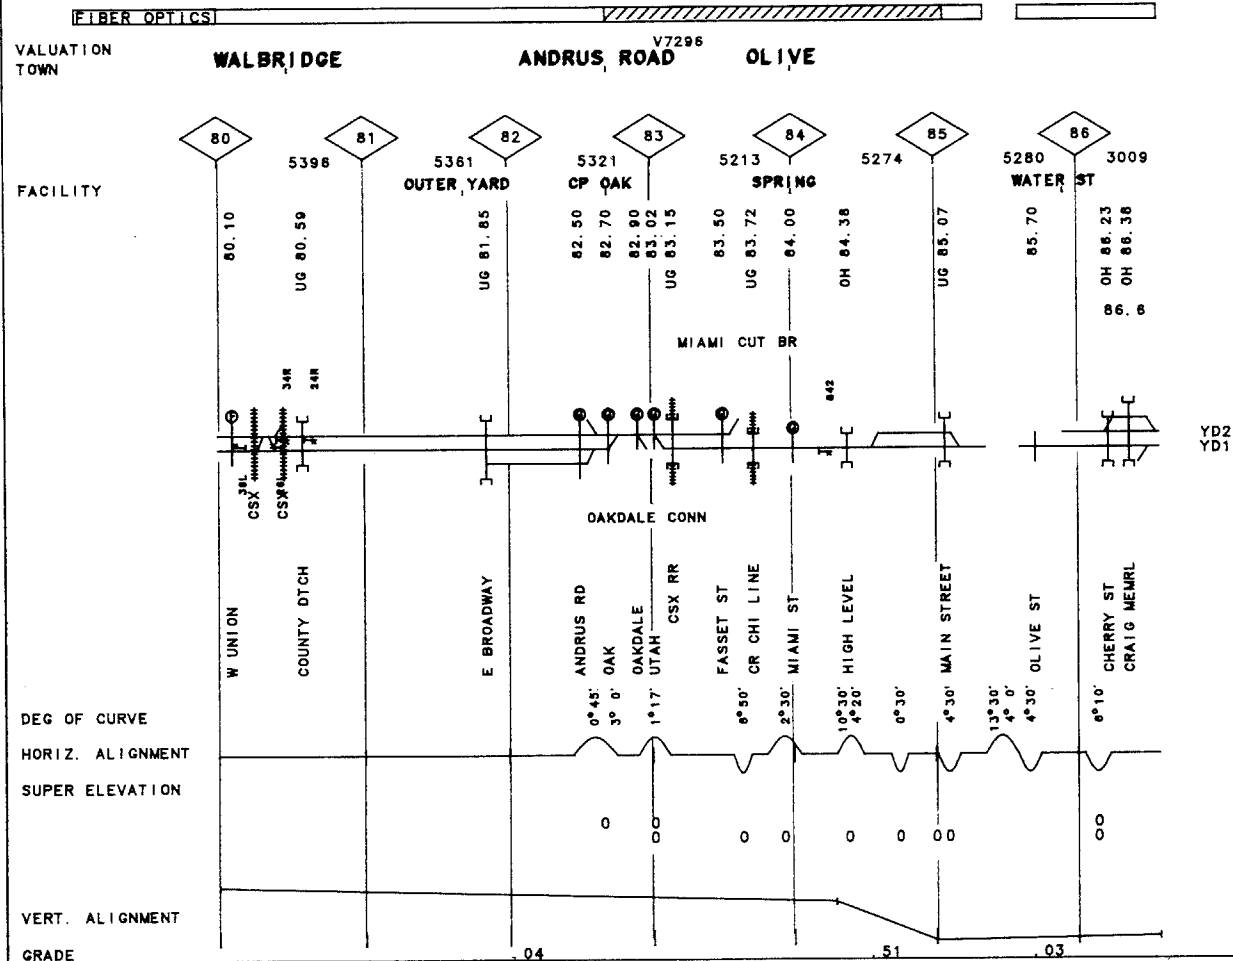 FIBER OPTICS
VALUATION V7296
TOWN WALBRIDGE ANDRUS ROAD OLIVE
80 81 82 83 84 85 86
5396 5361 5321 5213 5274 5280 3009
FACILITY OUTER YARD CP OAK SPRING WATER ST
80.10
UG 80.59
UG 81.85
82.50
82.70
82.90
83.02
UG 83.15
83.50
UG 83.72
84.00
OH 84.38
UG 85.07
85.70
OH 86.23
OH 86.38
86.6
MIAMI CUT BR
34R
24R
842
YD2
YD1
38L
CSX
CSX
OAKDALE CONN
W UNION
COUNTY DTCH
E BROADWAY
ANDRUS RD
OAK
OAKDALE
UTAH
CSX RR
FASSET ST
CR CHI LINE
MIAMI ST
HIGH LEVEL
MAIN STREET
OLIVE ST
CHERRY ST
CRAIG MEMRL
DEG OF CURVE
0°45'
3° 0'
1°17'
6°50'
2°30'
10°30'
4°20'
0°30'
4°30'
13°30'
4° 0'
4°30'
6°10'
HORIZ. ALIGNMENT
SUPER ELEVATION
0 0 0
0 0 0 0 0 0 0 0
VERT. ALIGNMENT
GRADE .04 .51 .03